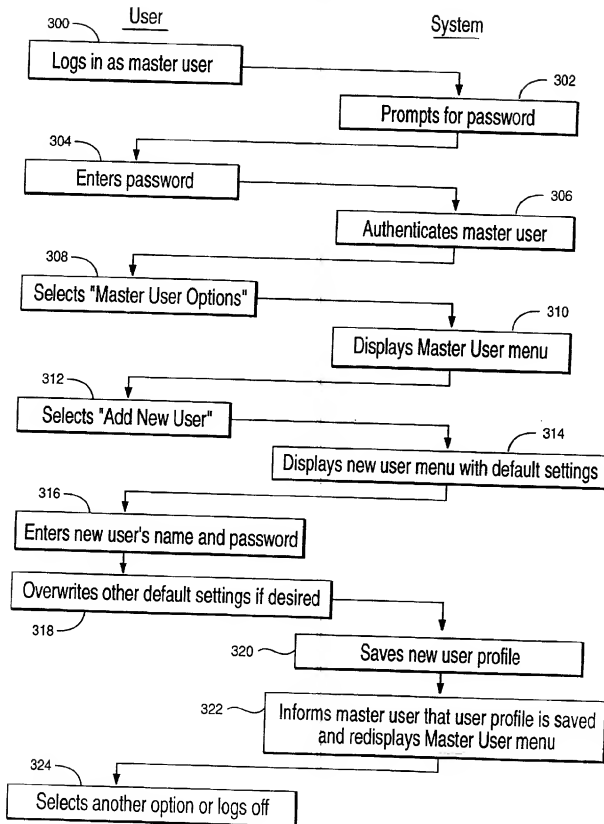 User
System
300
Logs in as master user
302
Prompts for password
304
Enters password
306
Authenticates master user
308
Selects "Master User Options"
310
Displays Master User menu
312
Selects "Add New User"
314
Displays new user menu with default settings
316
Enters new user's name and password
Overwrites other default settings if desired
318
320
Saves new user profile
322
Informs master user that user profile is saved
and redisplays Master User menu
324
Selects another option or logs off